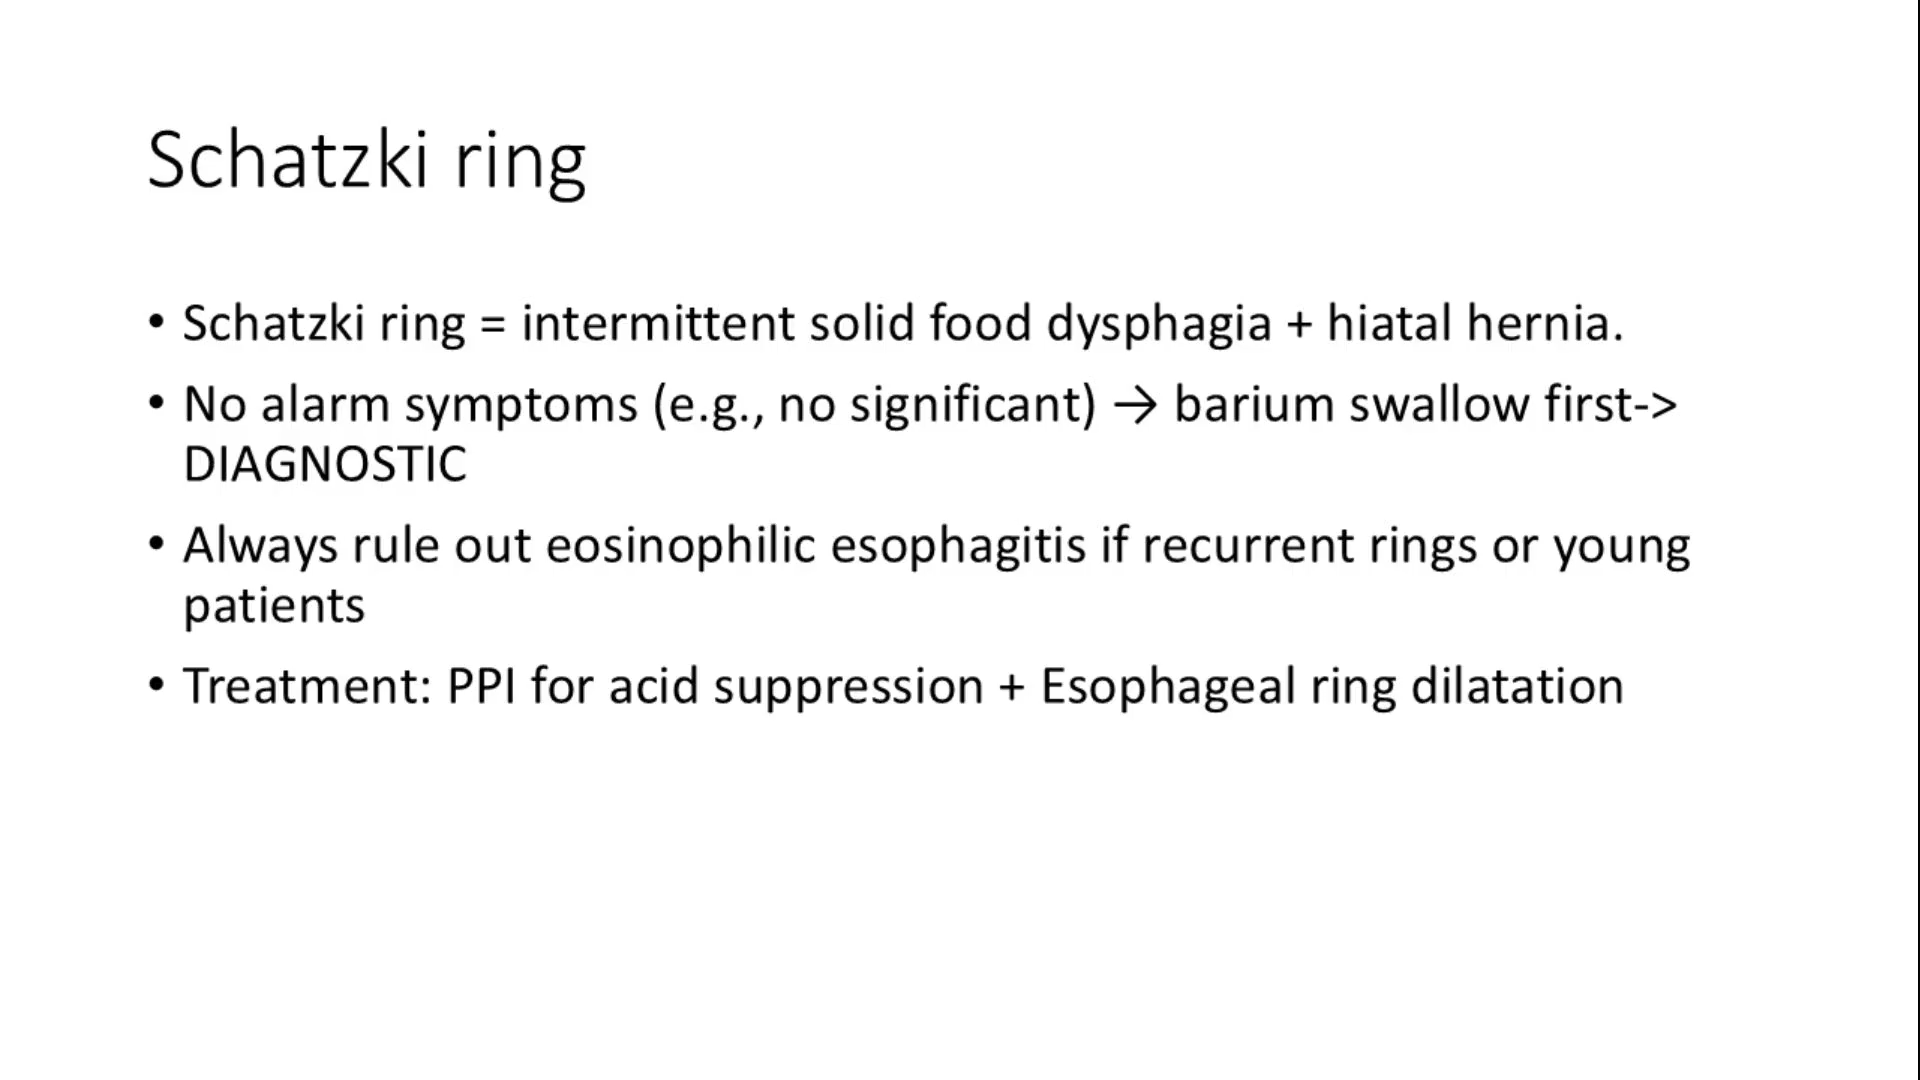 Schatzki ring
• Schatzki ring = intermittent solid food dysphagia + hiatal hernia.
• No alarm symptoms (e.g., no significant) → barium swallow first->
DIAGNOSTIC
• Always rule out eosinophilic esophagitis if recurrent rings or young
patients
• Treatment: PPI for acid suppression + Esophageal ring dilatation